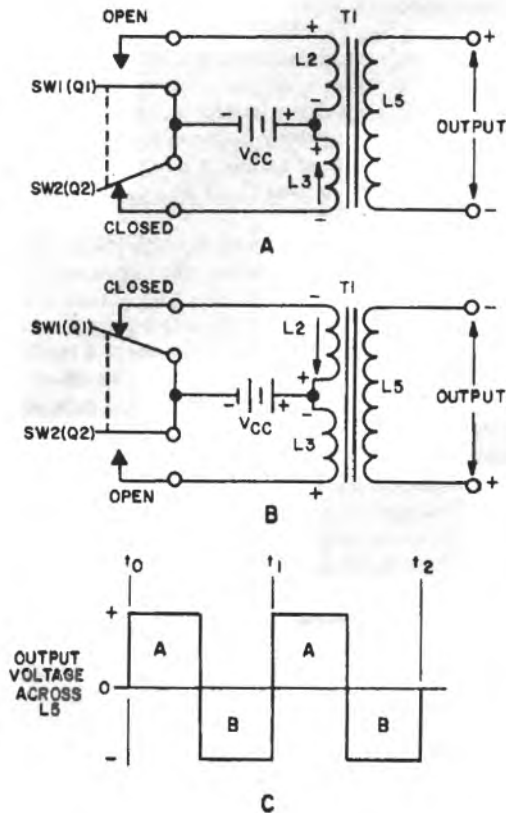 OPEN
T1
+
+
L2
SW1(Q1)
-
L5
- +
+
OUTPUT
VCC
L3
SW2(Q2)
-
-
CLOSED
A
CLOSED
T1
-
-
SW1(Q1)
L2
+
L5
- +
-
OUTPUT
VCC
L3
SW2(Q2)
+
+
OPEN
B
t0 t1 t2
+
A A
OUTPUT
VOLTAGE
ACROSS
L5
0
B B
-
C